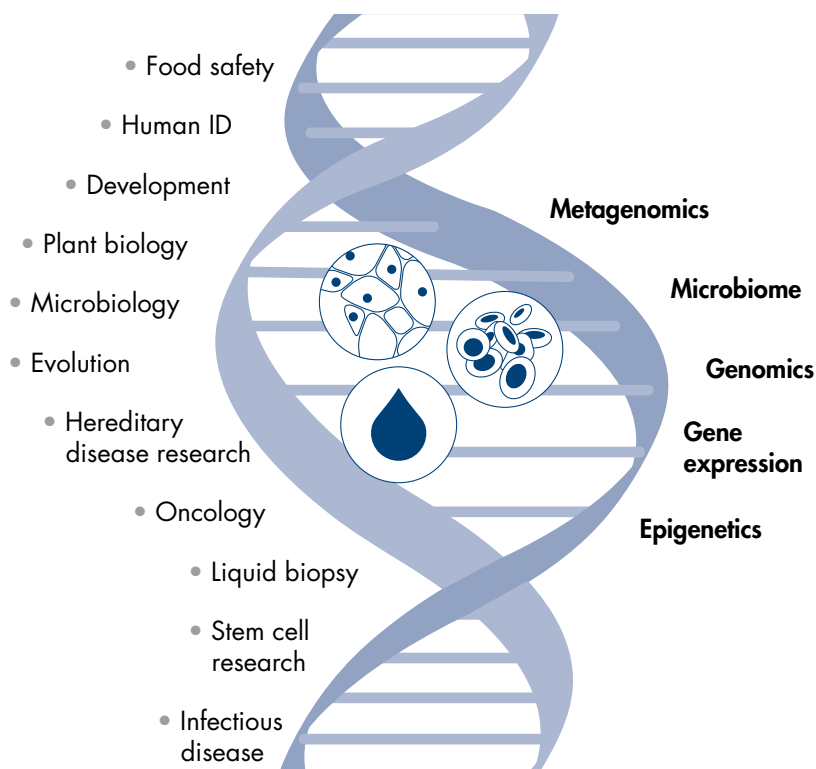 • Food safety
• Human ID
• Development
• Plant biology
• Microbiology
• Evolution
• Hereditary
disease research
• Oncology
• Liquid biopsy
• Stem cell
research
• Infectious
disease
Metagenomics
Microbiome
Genomics
Gene
expression
Epigenetics